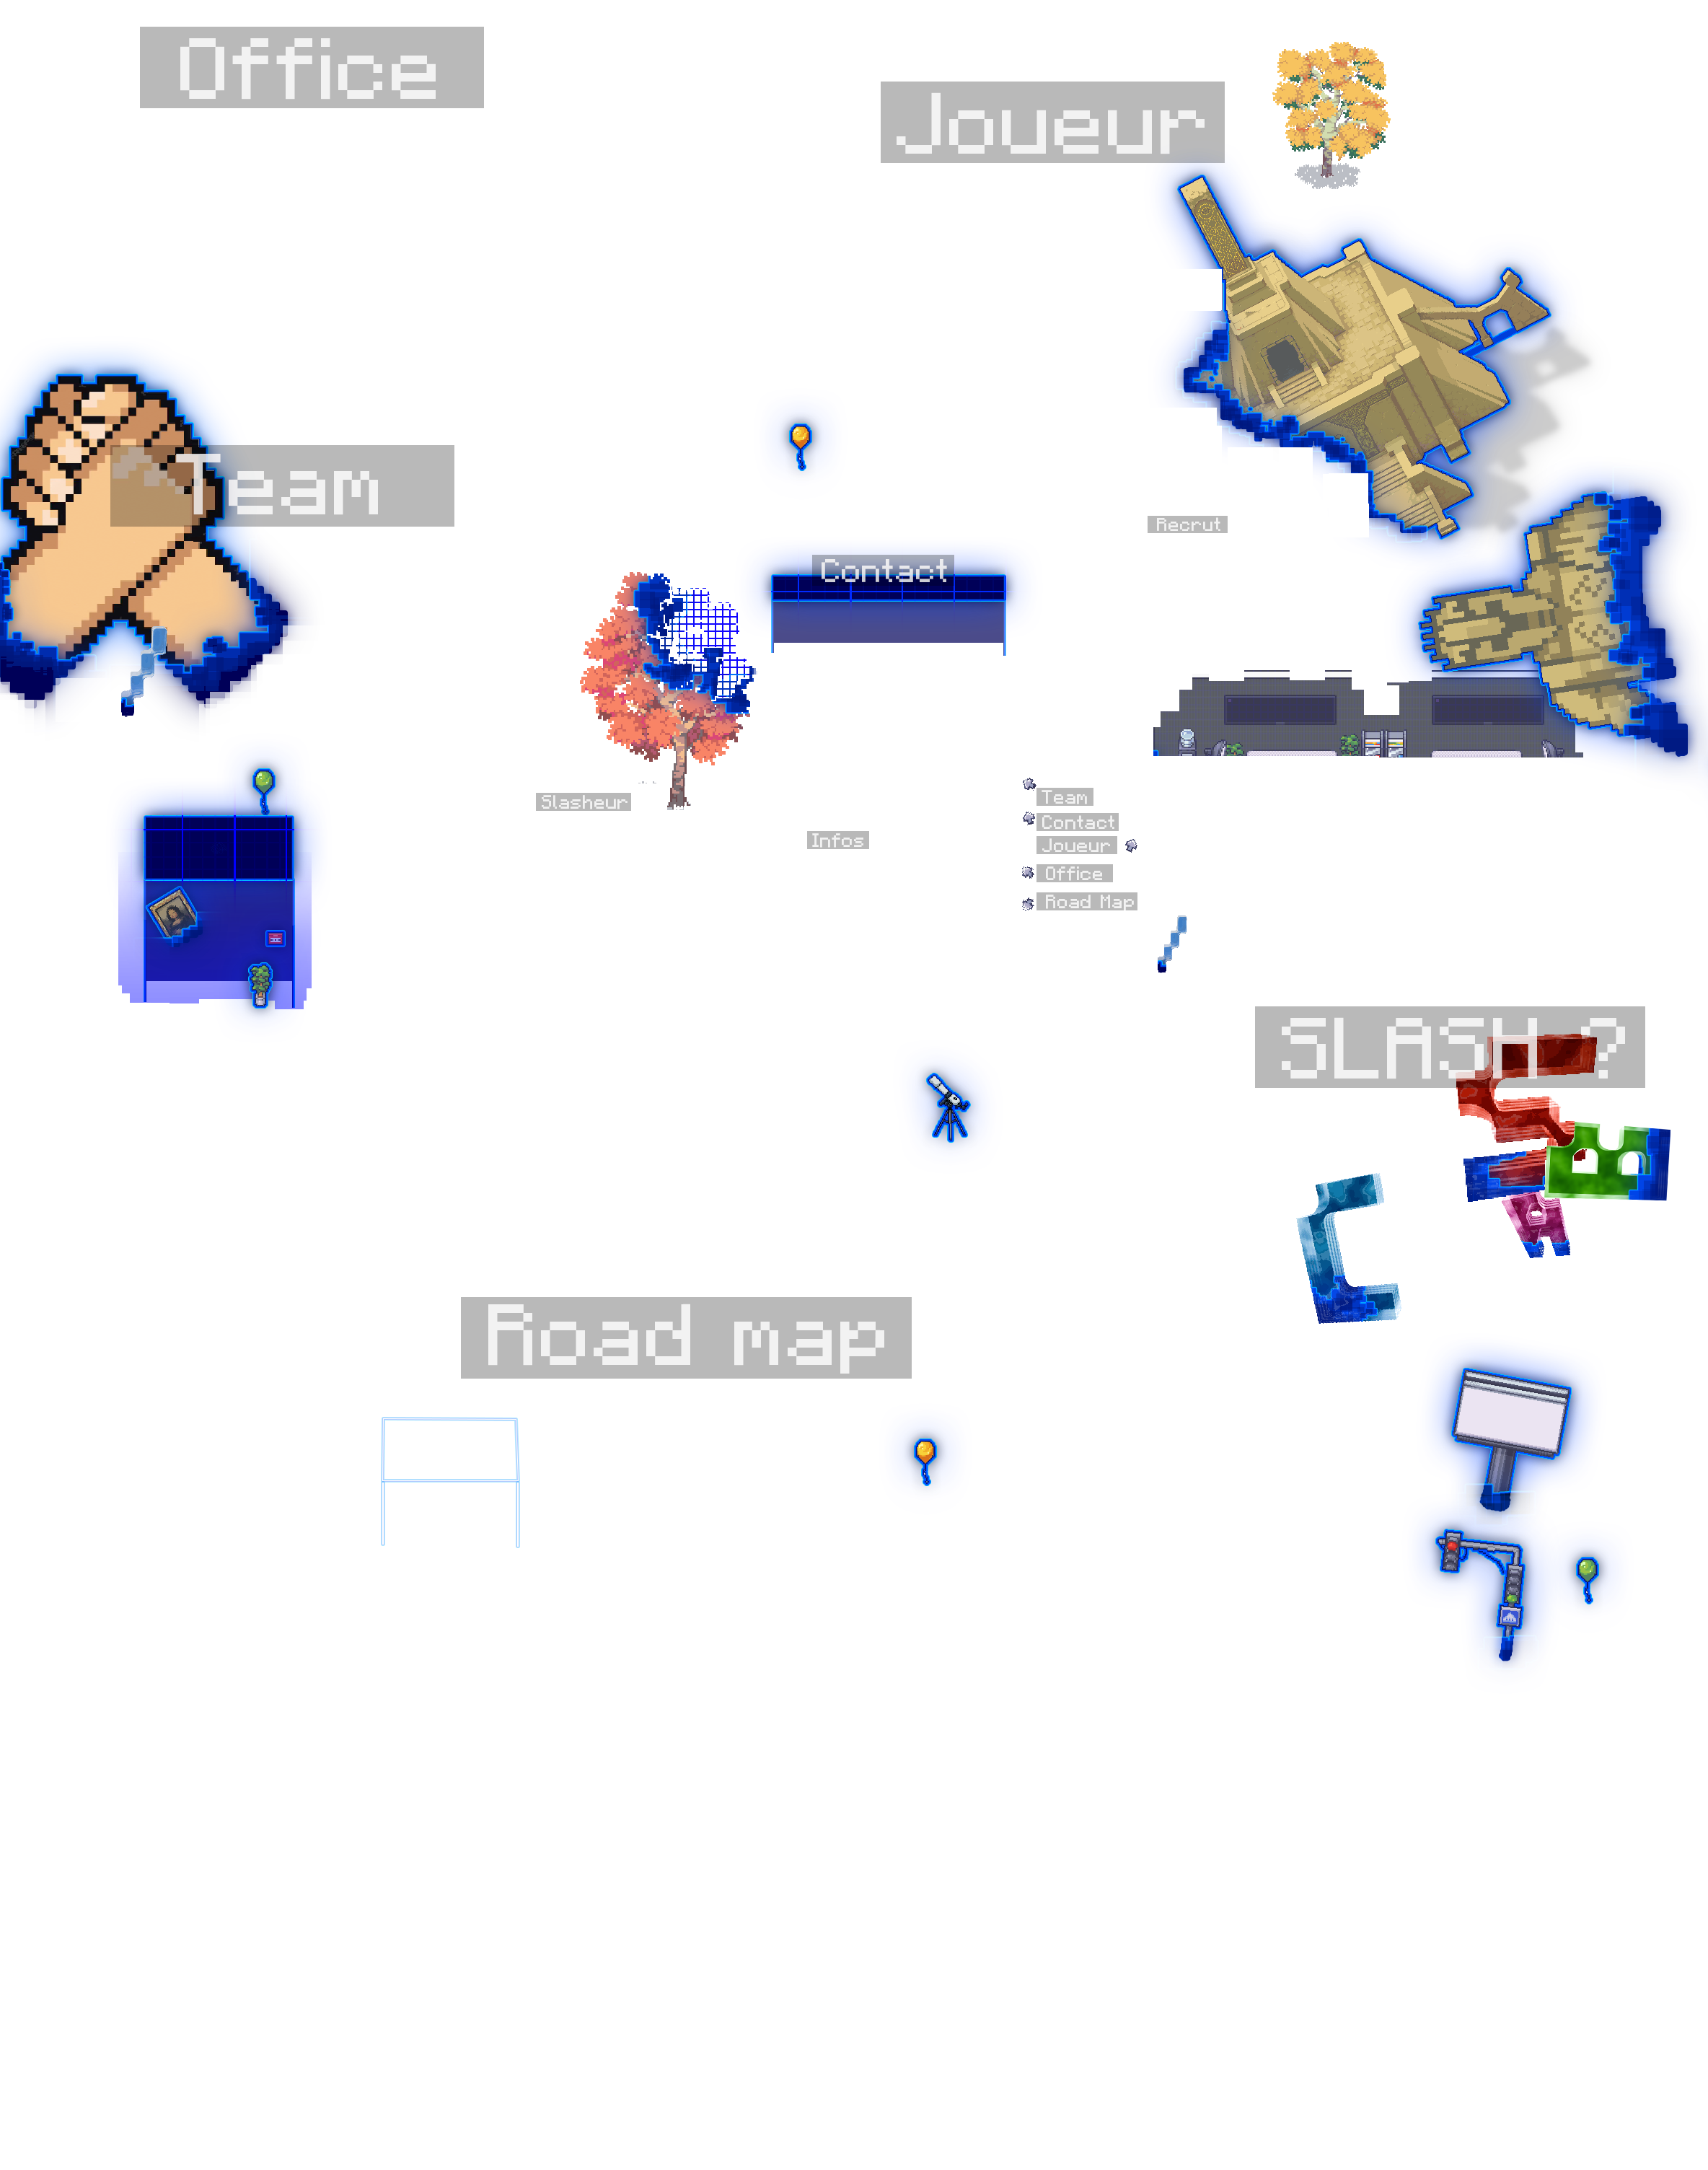 Office
Joueur
Team
Recrut
Contact
Slasheur
Infos
Team
Contact
Joueur
Office
Road Map
SLASH ?
Road map